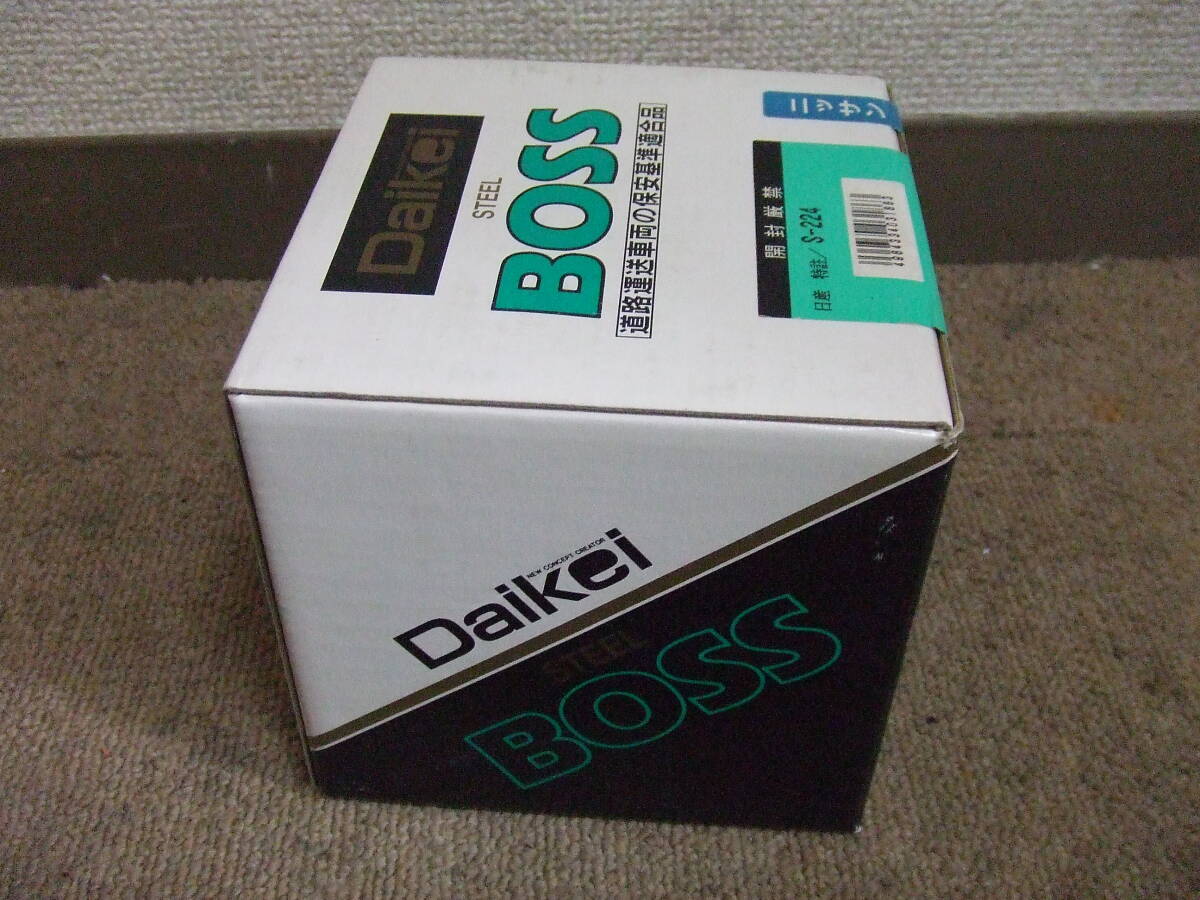 Daikei
STEEL
BOSS
道路運送車両の保安基準適合品
ニッサン
開封厳禁
日産 特註/S-224
Daikei
NEW CONCEPT CREATOR
STEEL
BOSS